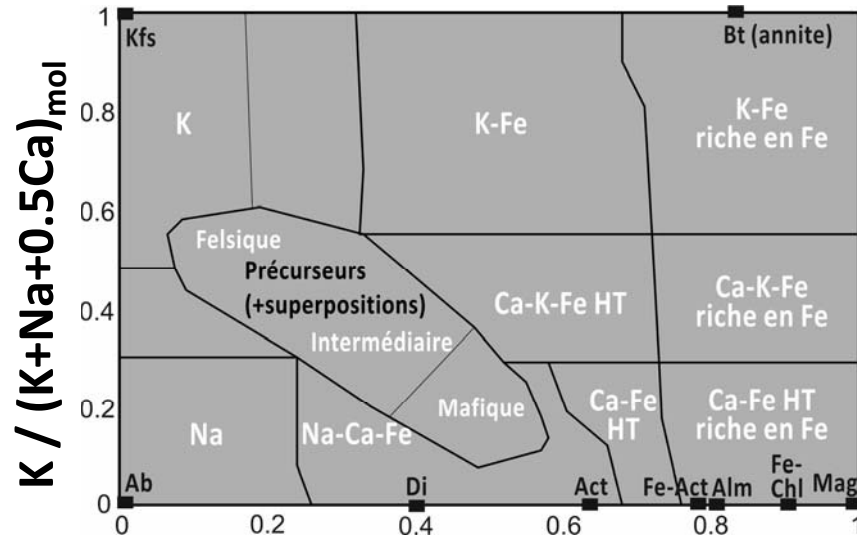 K / (K+Na+0.5Ca)mol
1
0.8
0.6
0.4
0.2
0
Kfs
Bt (annite)
K
K-Fe
K-Fe
riche en Fe
Felsique
Précurseurs
(+superpositions)
Intermédiaire
Mafique
Ca-K-Fe HT
Ca-K-Fe
riche en Fe
Na
Na-Ca-Fe
Ca-Fe
HT
Ca-Fe HT
riche en Fe
Ab
Di
Act
Fe-Act
Alm
Fe-
Chl
Mag
0
0.2
0.4
0.6
0.8
1